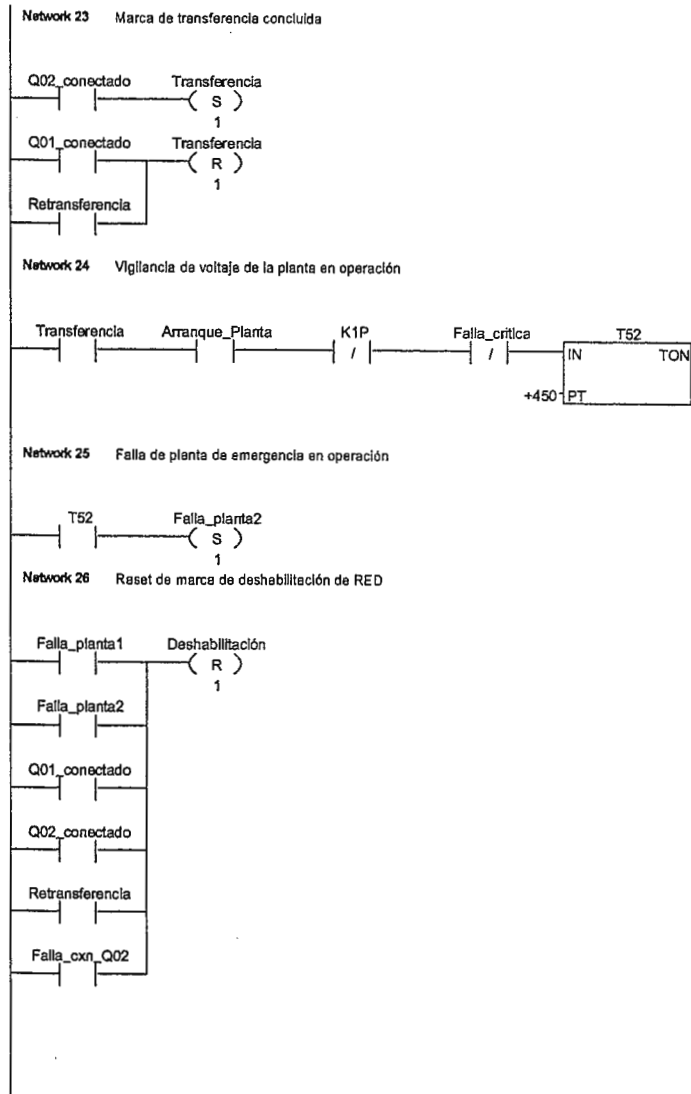 Network 23 Marca de transferencia concluida
Q02_conectado Transferencia
S
1
Q01_conectado Transferencia
R
1
Retransferencia
Network 24 Vigilancia de voltaje de la planta en operación
Transferencia Arranque_Planta K1P Falla_critica T52
/ / IN TON
+450 PT
Network 25 Falla de planta de emergencia en operación
T52 Falla_planta2
S
1
Network 26 Reset de marca de deshabilitación de RED
Falla_planta1 Deshabilitación
R
1
Falla_planta2
Q01_conectado
Q02_conectado
Retransferencia
Falla_cxn_Q02